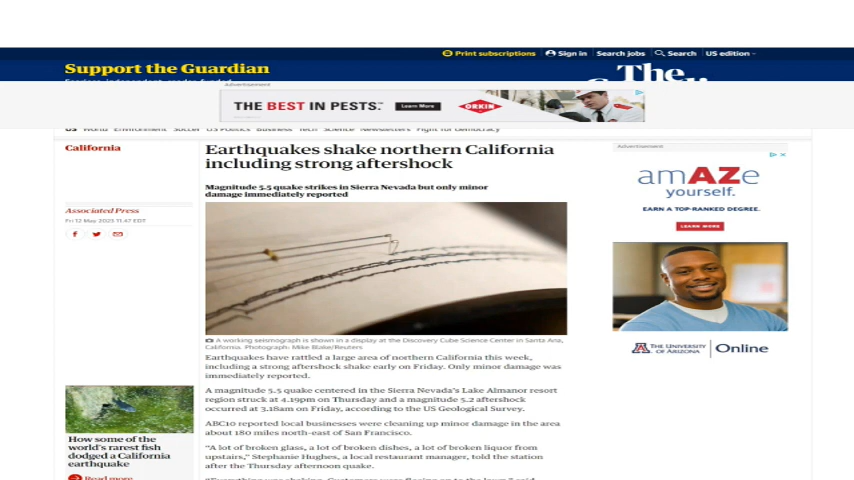 Print subscriptions
Sign in
Search jobs
Search
US edition
Support the Guardian
The
Advertisement
THE BEST IN PESTS.™
Learn More
ORKIN
US World Environment Soccer US Politics Business Tech Science Newsletters Fight for Democracy
California
Earthquakes shake northern California
including strong aftershock
Magnitude 5.5 quake strikes in Sierra Nevada but only minor
damage immediately reported
Associated Press
Fri 12 May 2023 11.47 EDT
A working seismograph is shown in a display at the Discovery Cube Science Center in Santa Ana,
California. Photograph: Mike Blake/Reuters
Earthquakes have rattled a large area of northern California this week,
including a strong aftershock shake early on Friday. Only minor damage was
immediately reported.
A magnitude 5.5 quake centered in the Sierra Nevada's Lake Almanor resort
region struck at 4.19pm on Thursday and a magnitude 5.2 aftershock
occurred at 3.18am on Friday, according to the US Geological Survey.
ABC10 reported local businesses were cleaning up minor damage in the area
about 180 miles north-east of San Francisco.
"A lot of broken glass, a lot of broken dishes, a lot of broken liquor from
upstairs," Stephanie Hughes, a local restaurant manager, told the station
after the Thursday afternoon quake.
How some of the
world's rarest fish
dodged a California
earthquake
Read more
Advertisement
amAZe
yourself.
EARN A TOP-RANKED DEGREE.
LEARN MORE
THE UNIVERSITY
OF ARIZONA
Online